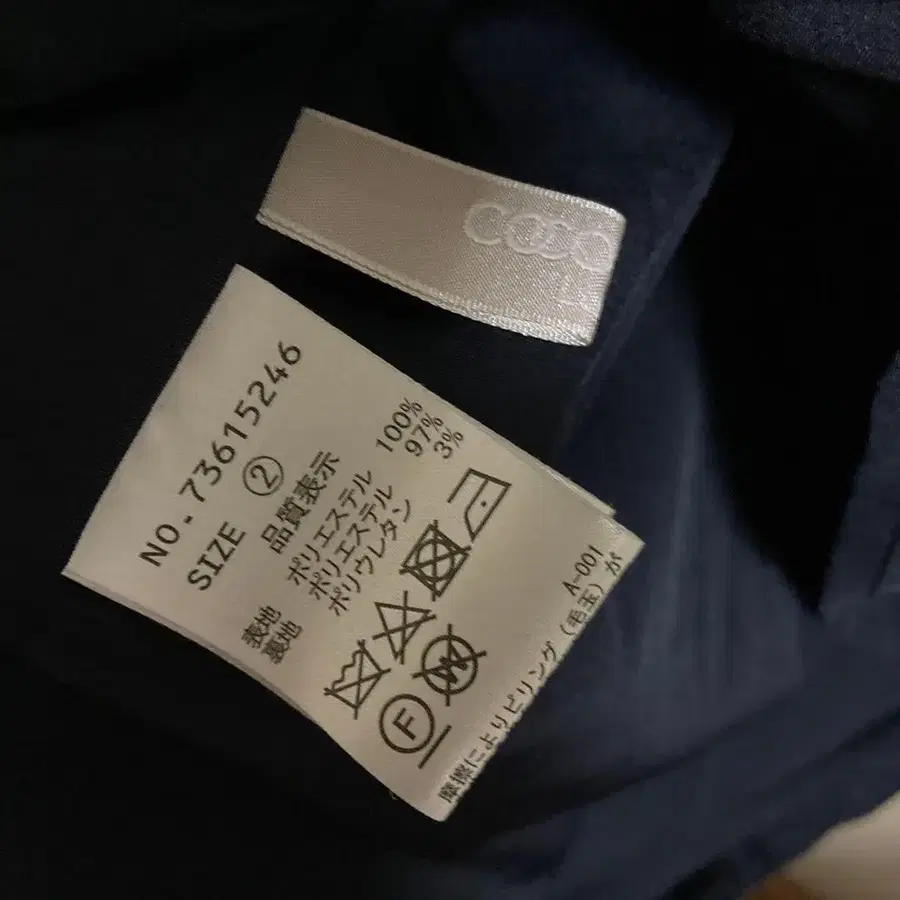 NO.73615246
SIZE ②
品質表示
表地 ポリエステル 100%
裏地 ポリエステル 97%
ポリウレタン 3%
A-001
摩擦によりピリング(毛玉)が